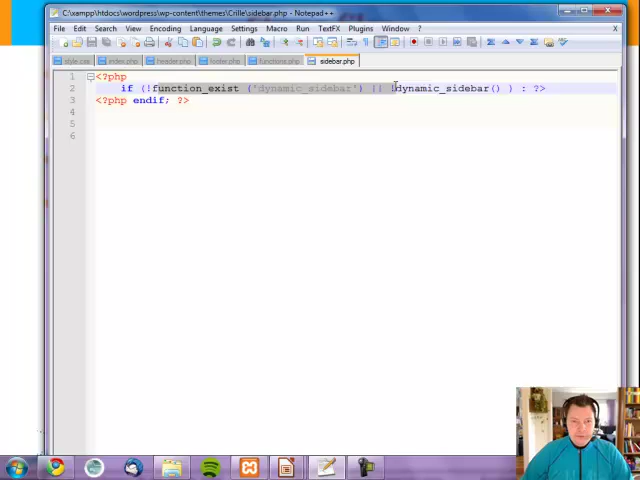 C:\xampp\htdocs\wordpress\wp-content\themes\Crille\sidebar.php - Notepad++
File Edit Search View Encoding Language Settings Macro Run TextFX Plugins Window ? X
style.css index.php header.php footer.php functions.php sidebar.php
1 <?php
2 if (!function_exist ('dynamic_sidebar') || !dynamic_sidebar() ) : ?>
3 <?php endif; ?>
4
5
6